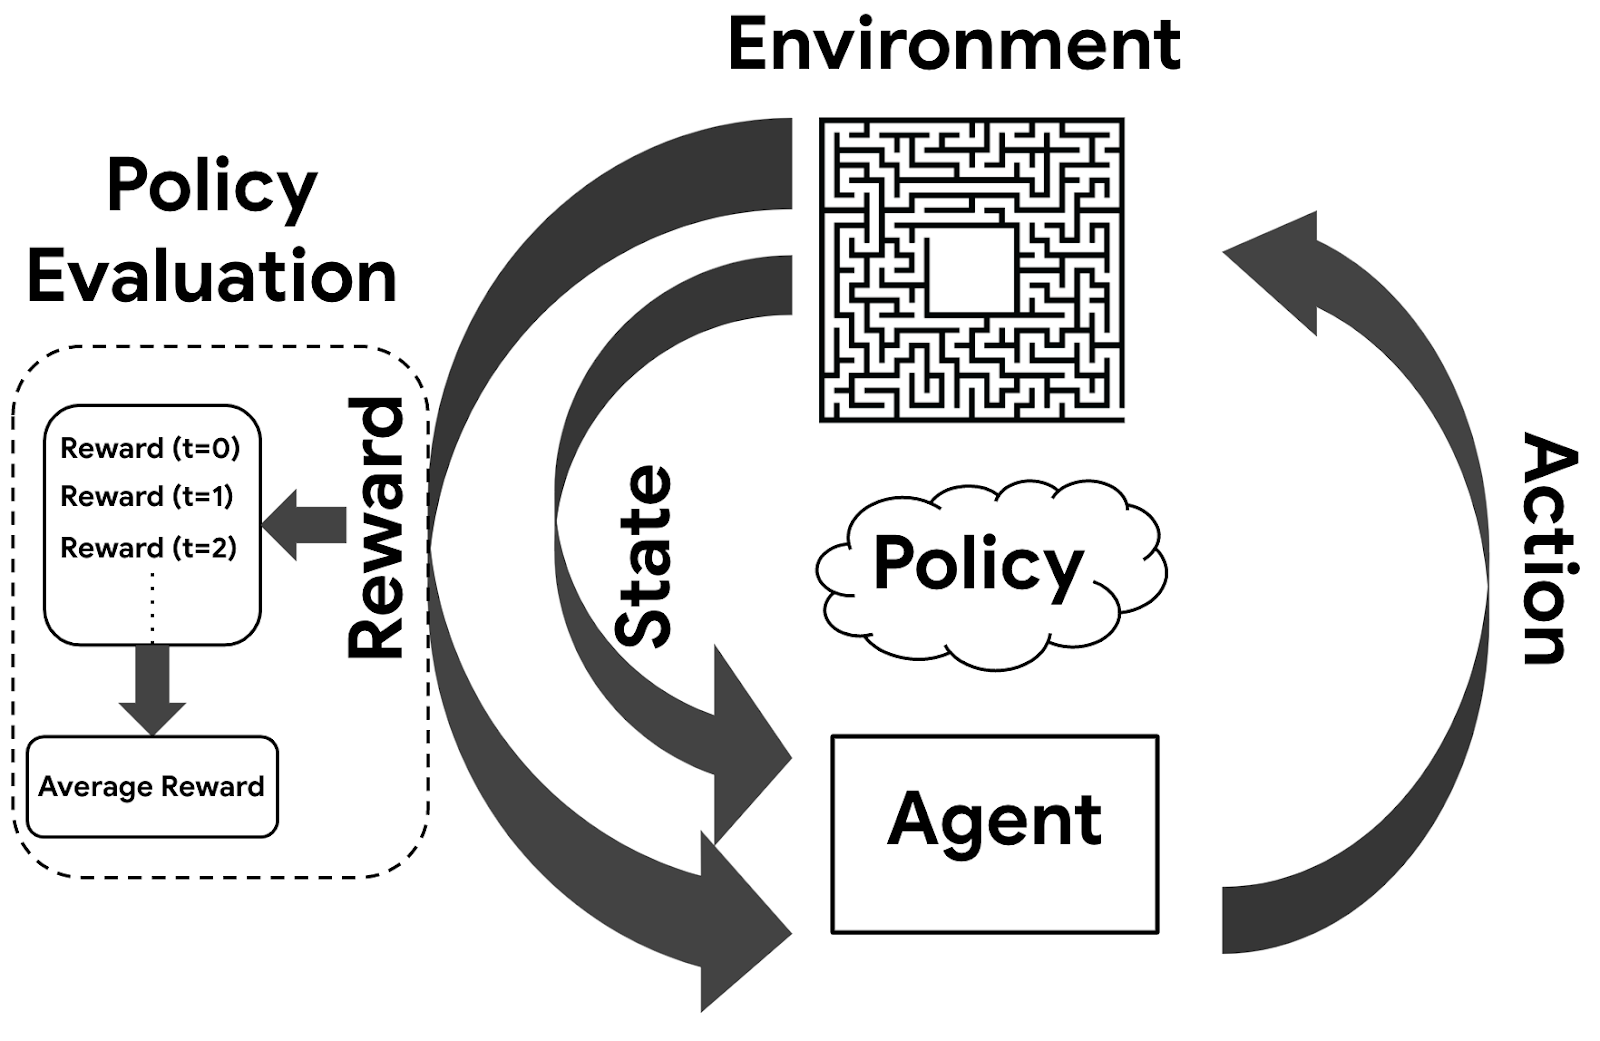 Environment
Policy
Evaluation
Reward (t=0)
Reward (t=1)
Reward (t=2)
Average Reward
Reward
State
Policy
Agent
Action